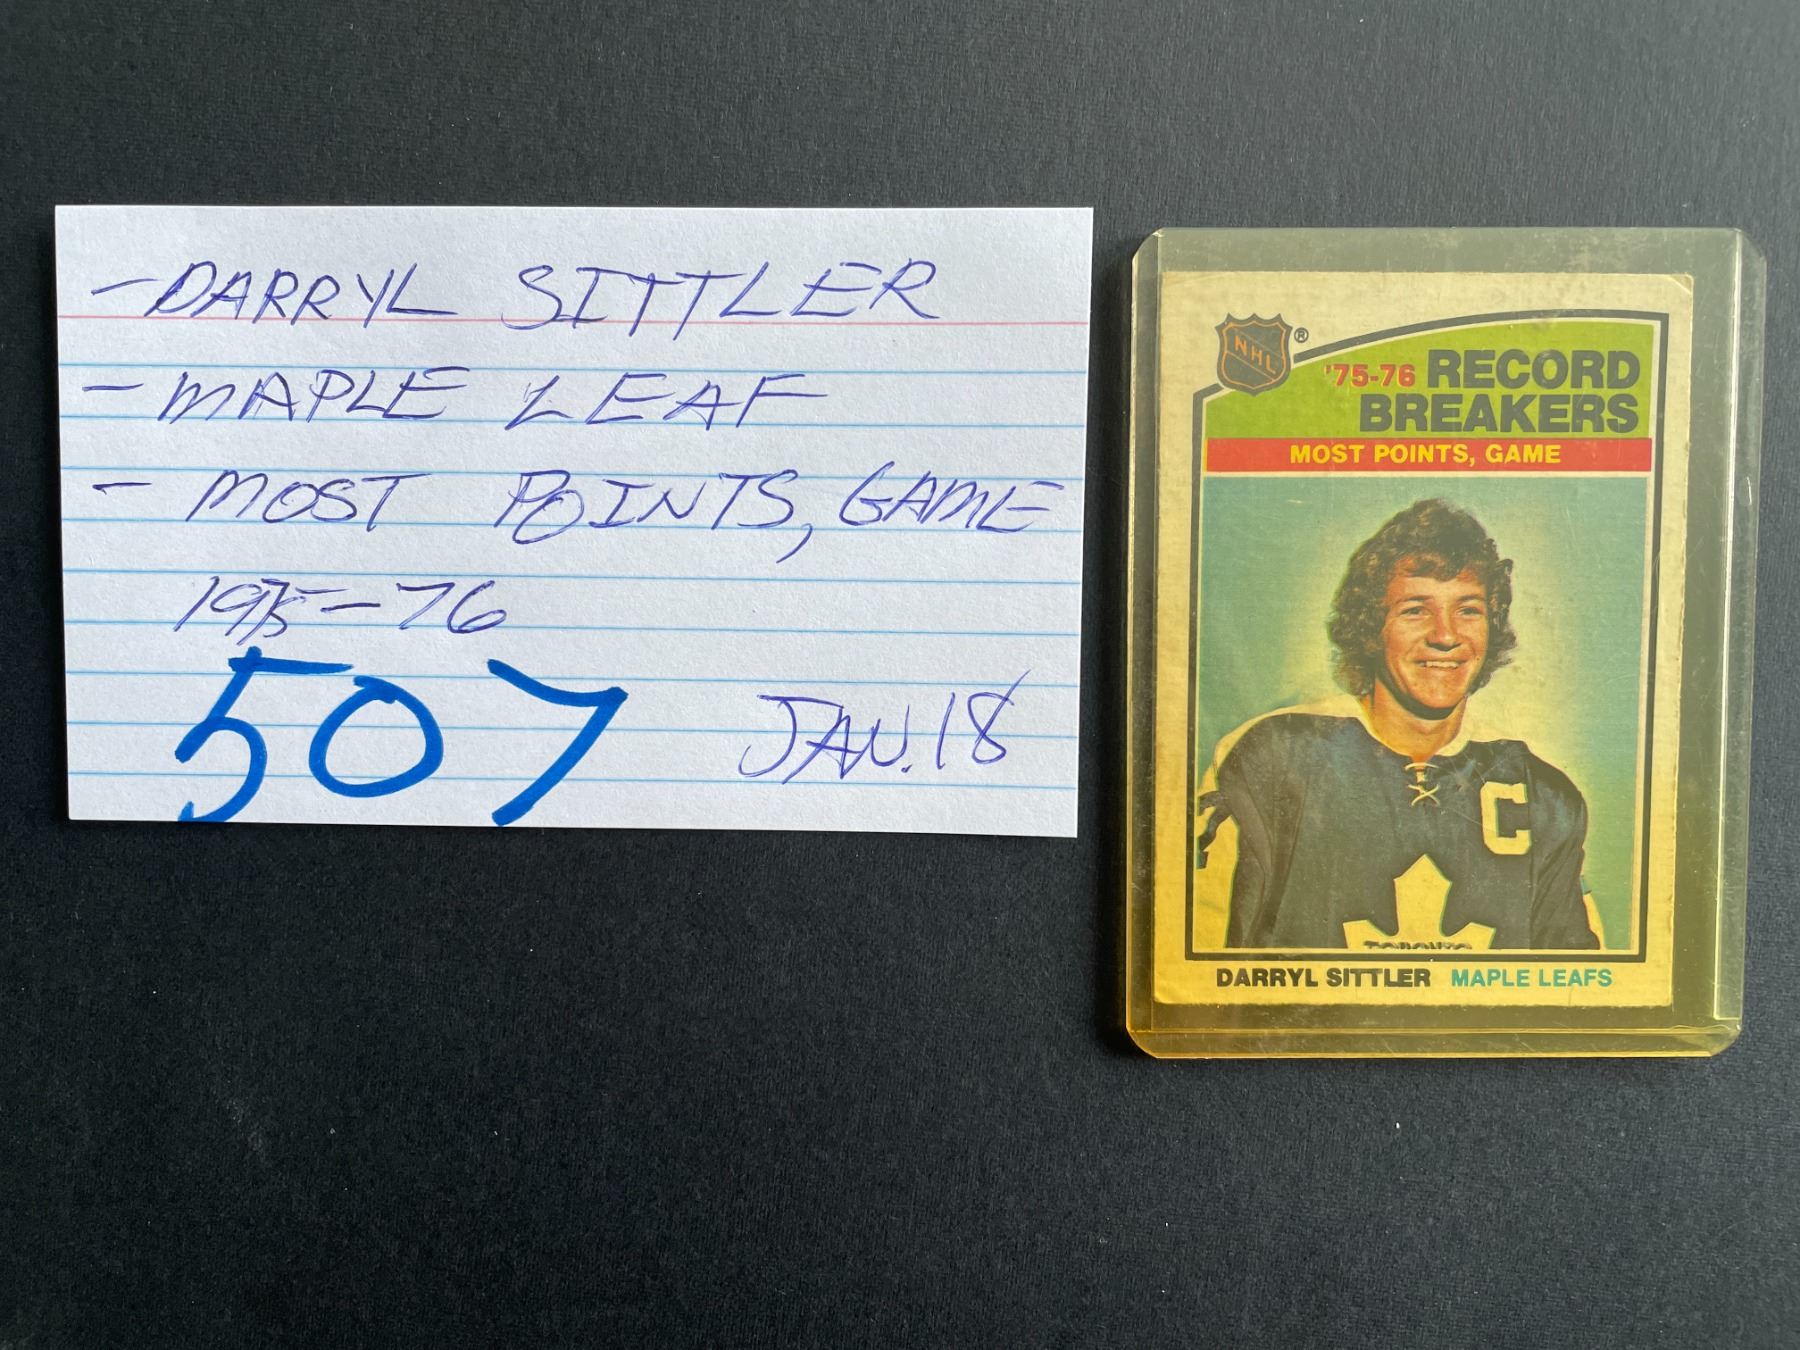 - DARRYL SITTLER
- MAPLE LEAF
- MOST POINTS, GAME
1975-76
507 JAN. 18
NHL ®
'75-76 RECORD
BREAKERS
MOST POINTS, GAME
C
TORONTO
DARRYL SITTLER MAPLE LEAFS